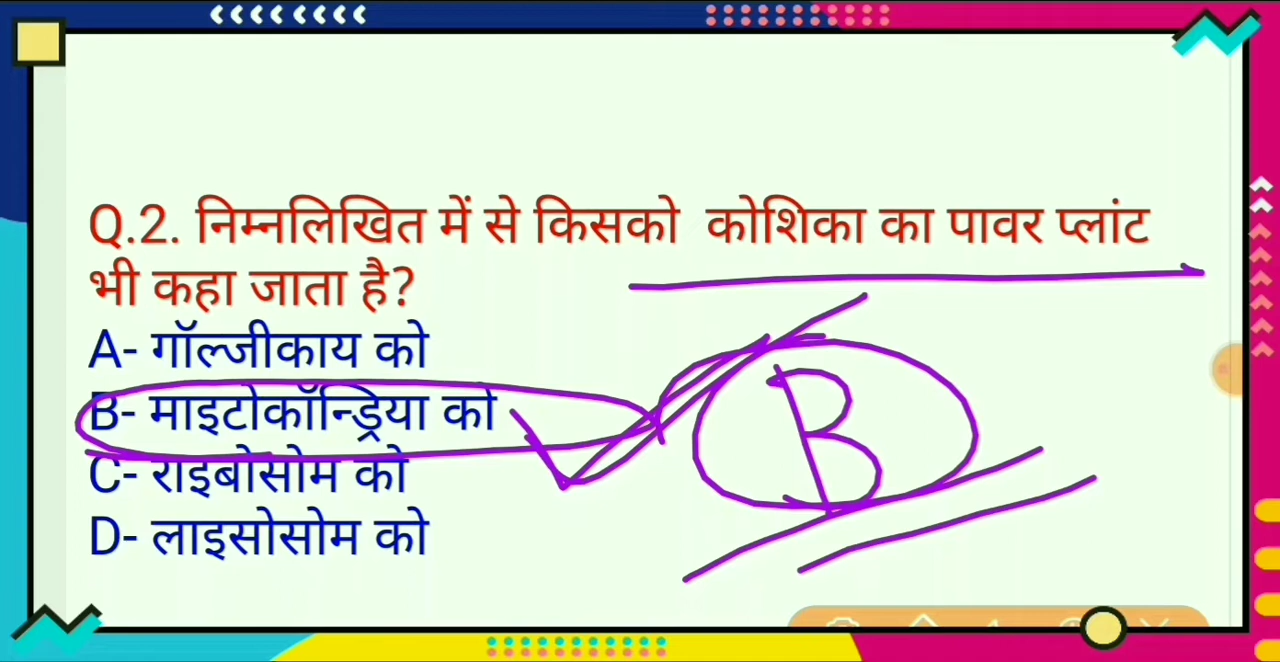 Q.2. निम्नलिखित में से किसको कोशिका का पावर प्लांट
भी कहा जाता है?
A- गॉल्जीकाय को
B- माइटोकॉन्ड्रिया को
C- राइबोसोम को
D- लाइसोसोम को
B